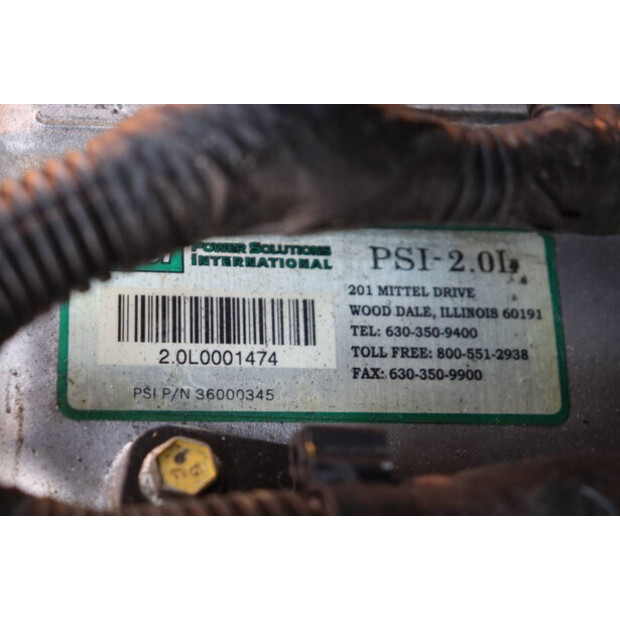 POWER SOLUTIONS
INTERNATIONAL
2.0L0001474
PSI P/N 36000345
PSI-2.0L
201 MITTEL DRIVE
WOOD DALE, ILLINOIS 60191
TEL: 630-350-9400
TOLL FREE: 800-551-2938
FAX: 630-350-9900